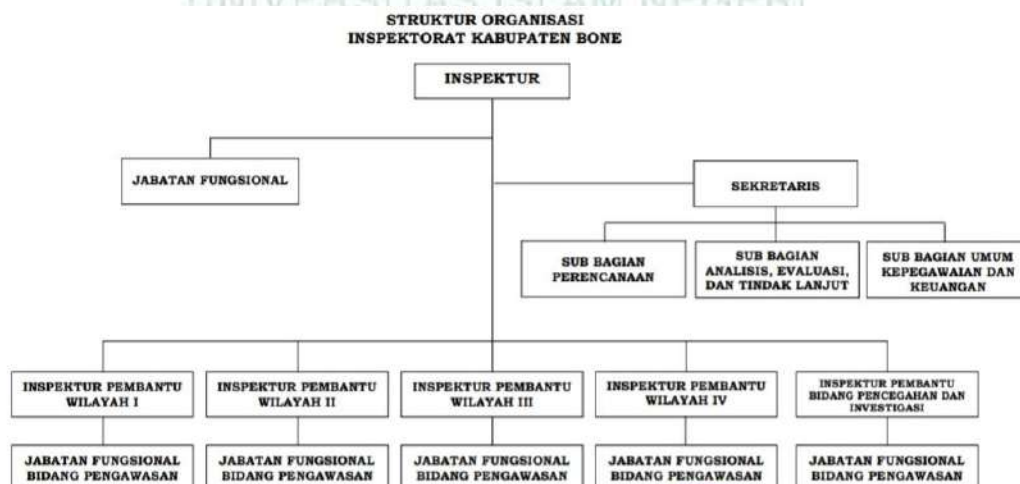 UNIVERSITAS ISLAM NEGERI
STRUKTUR ORGANISASI
INSPEKTORAT KABUPATEN BONE
INSPEKTUR
JABATAN FUNGSIONAL
SEKRETARIS
SUB BAGIAN
PERENCANAAN
SUB BAGIAN
ANALISIS, EVALUASI,
DAN TINDAK LANJUT
SUB BAGIAN UMUM
KEPEGAWAIAN DAN
KEUANGAN
INSPEKTUR PEMBANTU
WILAYAH I
INSPEKTUR PEMBANTU
WILAYAH II
INSPEKTUR PEMBANTU
WILAYAH III
INSPEKTUR PEMBANTU
WILAYAH IV
INSPEKTUR PEMBANTU
BIDANG PENCEGAHAN DAN
INVESTIGASI
JABATAN FUNGSIONAL
BIDANG PENGAWASAN
JABATAN FUNGSIONAL
BIDANG PENGAWASAN
JABATAN FUNGSIONAL
BIDANG PENGAWASAN
JABATAN FUNGSIONAL
BIDANG PENGAWASAN
JABATAN FUNGSIONAL
BIDANG PENGAWASAN